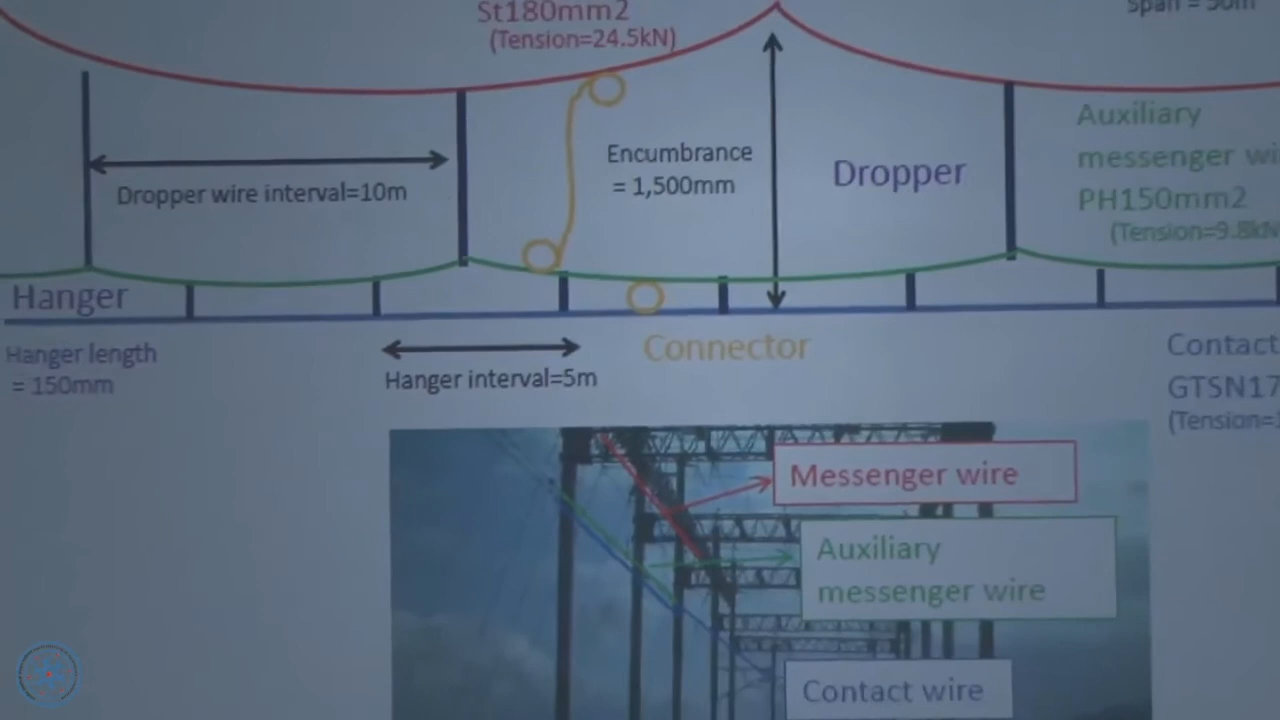 St180mm2
(Tension=24.5kN)
Span = 50m
Auxiliary
messenger
PH150mm2
(Tension=9.8kN
Encumbrance
= 1,500mm
Dropper
Dropper wire interval=10m
Hanger
Hanger length
= 150mm
Hanger interval=5m
Connector
Contact
GTSN17
(Tension=
Messenger wire
Auxiliary
messenger wire
Contact wire